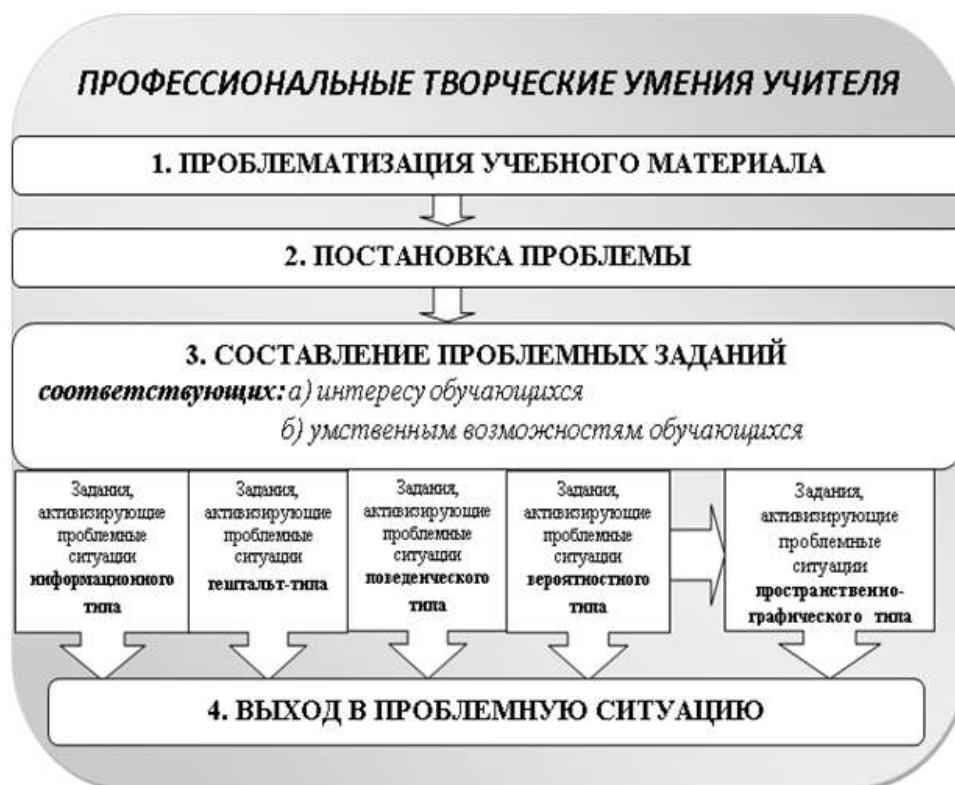 ПРОФЕССИОНАЛЬНЫЕ ТВОРЧЕСКИЕ УМЕНИЯ УЧИТЕЛЯ
1. ПРОБЛЕМАТИЗАЦИЯ УЧЕБНОГО МАТЕРИАЛА
2. ПОСТАНОВКА ПРОБЛЕМЫ
3. СОСТАВЛЕНИЕ ПРОБЛЕМНЫХ ЗАДАНИЙ
соответствующих: а) интересу обучающихся
б) умственным возможностям обучающихся
Задания,
активизирующие
проблемные
ситуации
информационного
типа
Задания,
активизирующие
проблемные
ситуации
гештальт-типа
Задания,
активизирующие
проблемные
ситуации
поведенческого
типа
Задания,
активизирующие
проблемные
ситуации
вероятностного
типа
Задания,
активизирующие
проблемные
ситуации
пространственно-
графического типа
4. ВЫХОД В ПРОБЛЕМНУЮ СИТУАЦИЮ